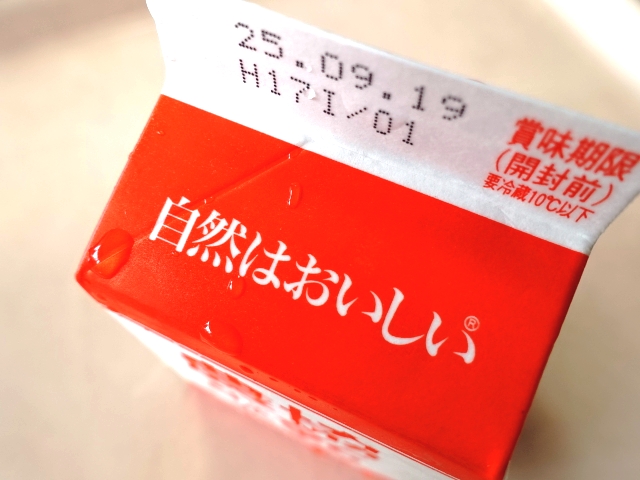 25.09.19
H17I/01
賞味期限
(開封前)
要冷蔵10℃以下
自然はおいしい®